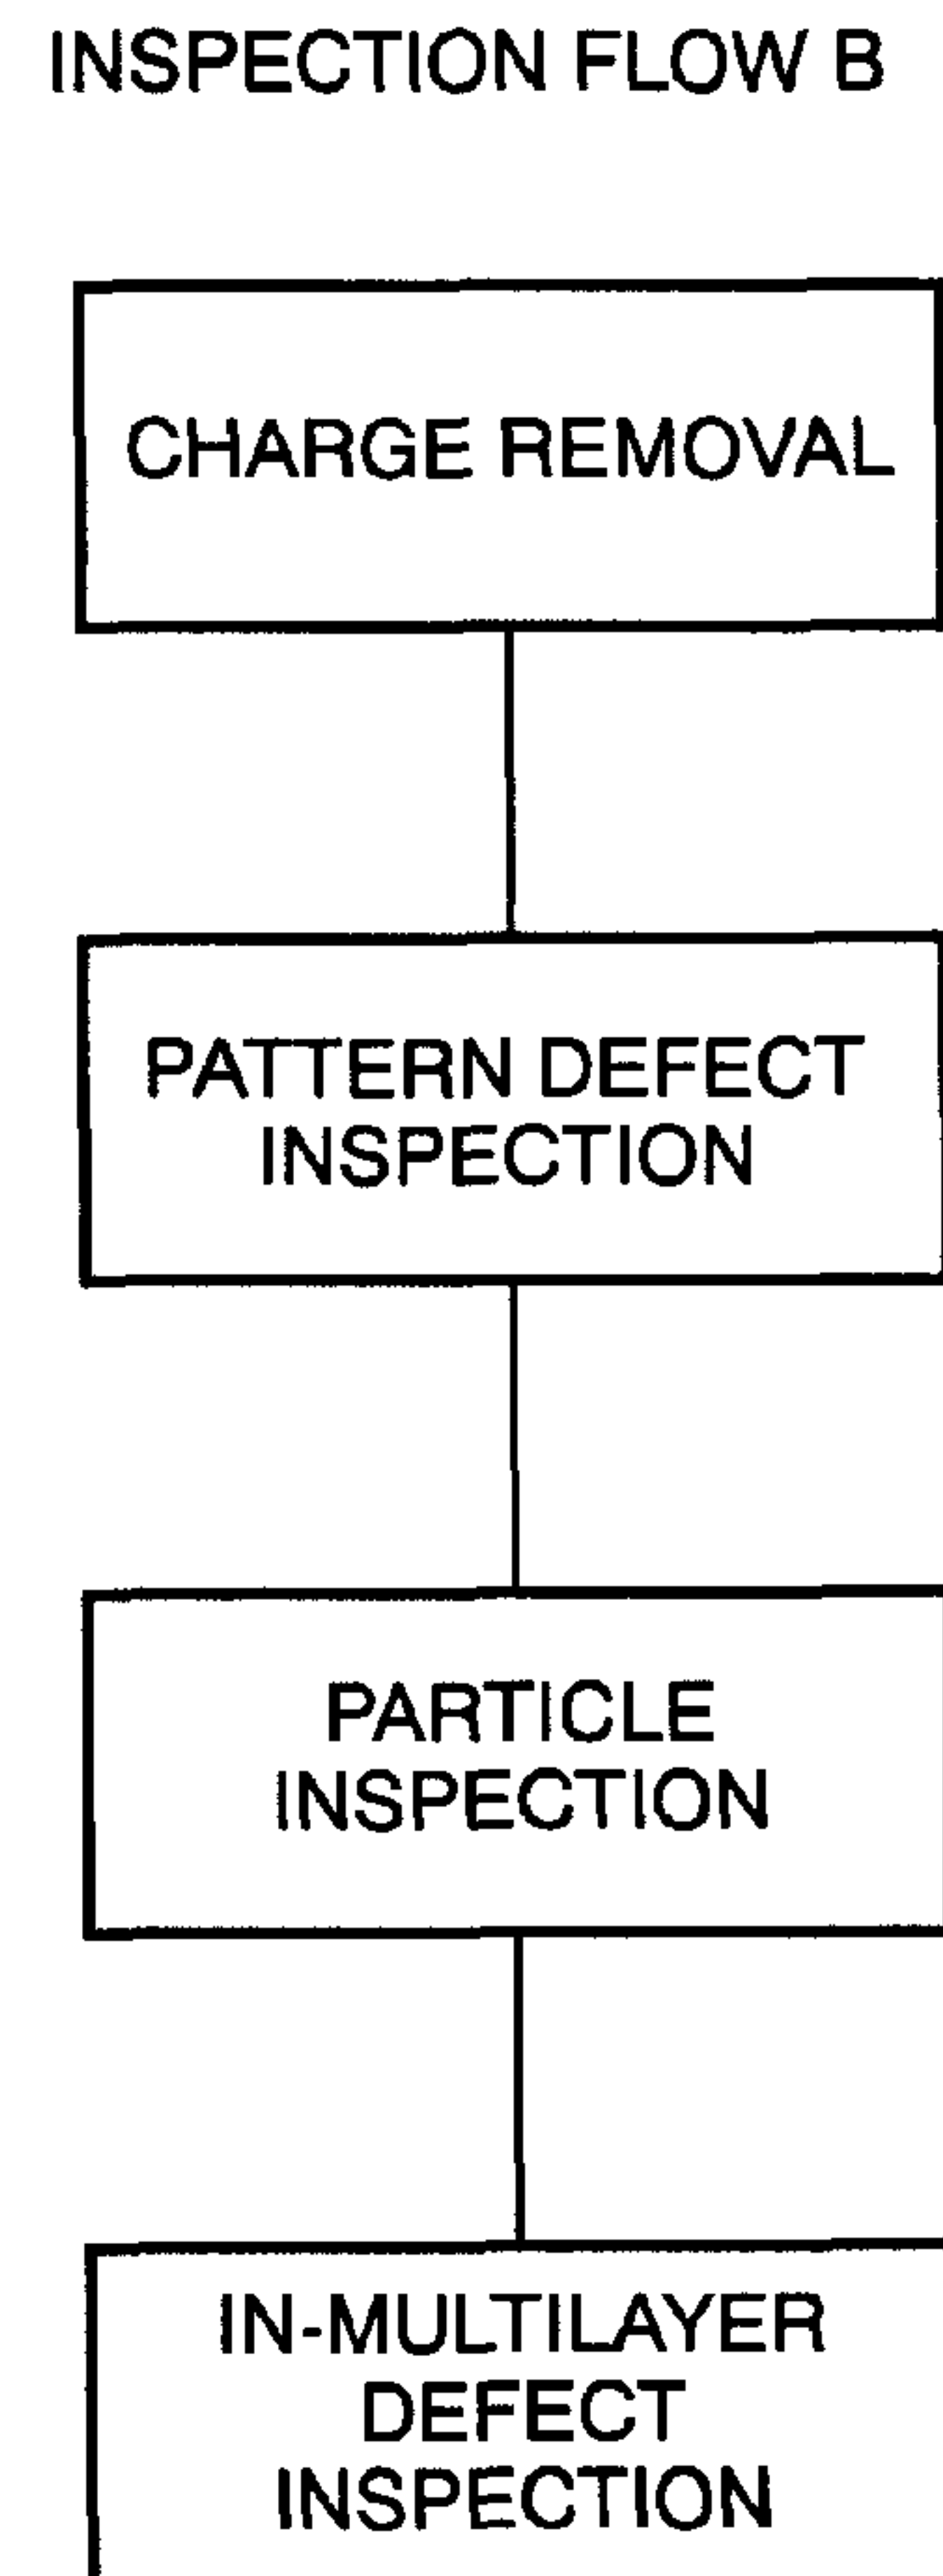 INSPECTION FLOW B
CHARGE REMOVAL
PATTERN DEFECT
INSPECTION
PARTICLE
INSPECTION
IN-MULTILAYER
DEFECT
INSPECTION